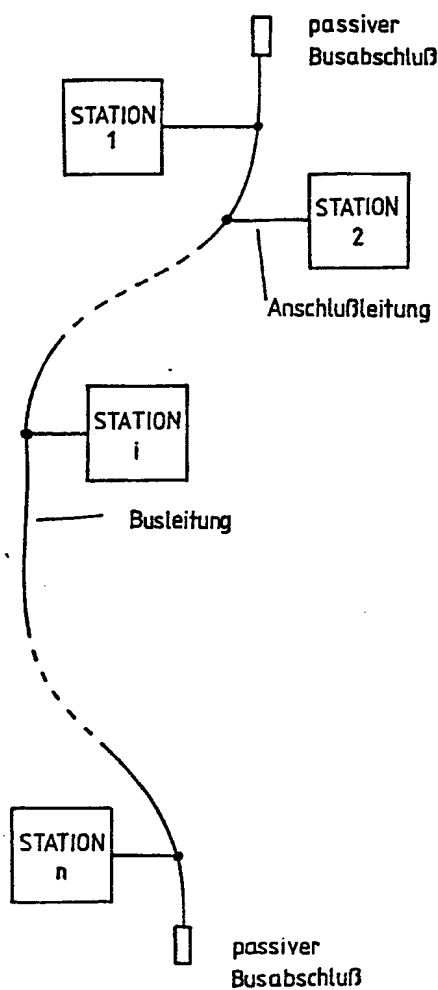 passiver
Busabschluß
STATION
1
STATION
2
Anschlußleitung
STATION
i
Busleitung
STATION
n
passiver
Busabschluß